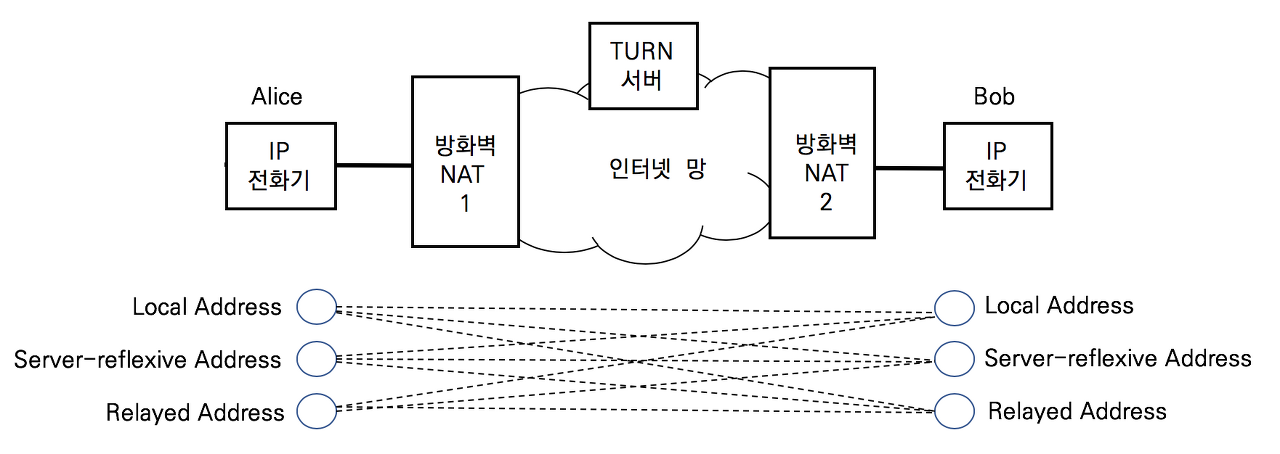 TURN
서버
Alice
Bob
IP
전화기
방화벽
NAT
1
인터넷 망
방화벽
NAT
2
IP
전화기
Local Address
Local Address
Server-reflexive Address
Server-reflexive Address
Relayed Address
Relayed Address